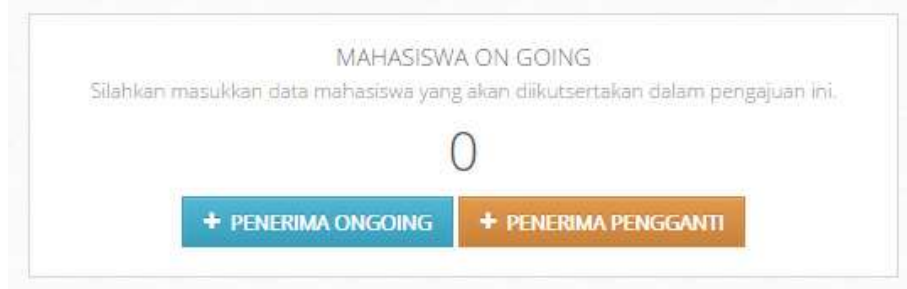 MAHASISWA ON GOING
Silahkan masukkan data mahasiswa yang akan diikutsertakan dalam pengajuan ini.
0
+ PENERIMA ONGOING + PENERIMA PENGGANTI